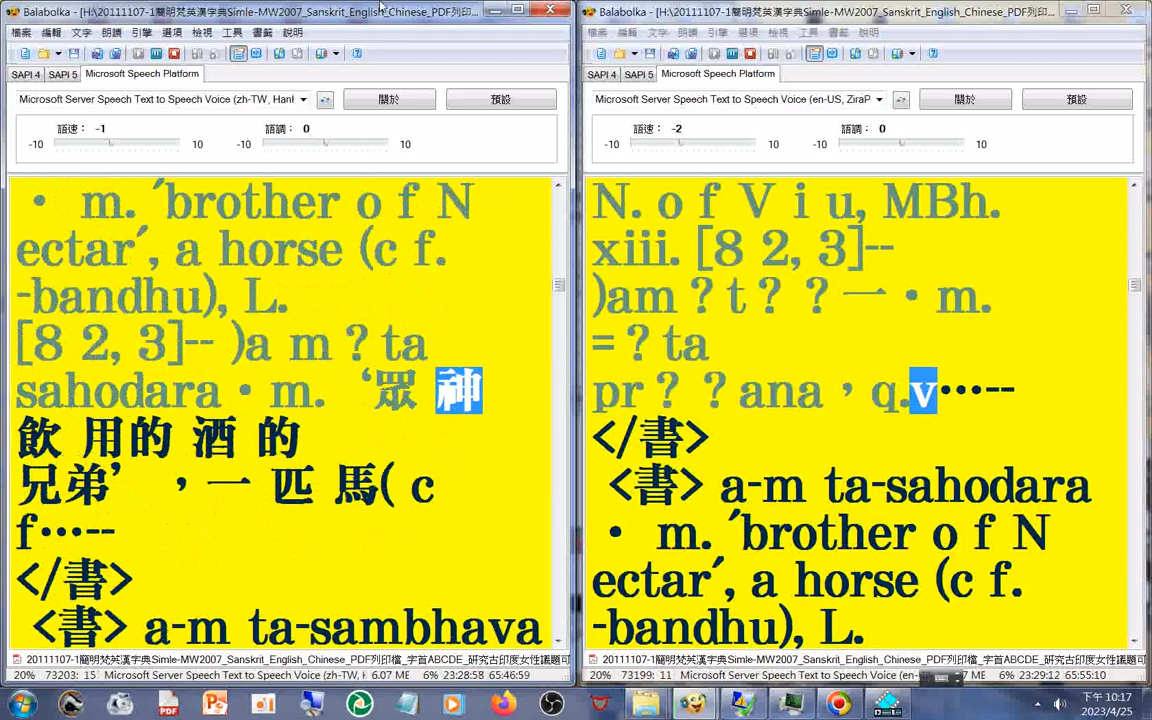 Balabolka - [H:\20111107-1簡明梵英漢字典Simle-MW2007_Sanskrit_English_Chinese_PDF列印...
檔案 編輯 文字 朗讀 引擎 選項 檢視 工具 書籤 說明
SAPI 4 SAPI 5 Microsoft Speech Platform
Microsoft Server Speech Text to Speech Voice (zh-TW, Hanl
關於 預設
語速： -1 語調： 0
-10 10 -10 10
• m. ´brother o f N
ectar´, a horse (c f.
-bandhu), L.
[8 2, 3]-- )a m？ta
sahodara • m. ‘眾 神
飲 用的 酒 的
兄弟’ ，一 匹 馬( c
f…--
</書>
<書> a-m ta-sambhava
20111107-1簡明梵英漢字典Simle-MW2007_Sanskrit_English_Chinese_PDF列印檔_字首ABCDE_研究古印度女性議題可
20% 73203: 15 Microsoft Server Speech Text to Speech Voice (zh-TW, H 6.07 MB 6% 23:28:58 65:46:59
Balabolka - [H:\20111107-1簡明梵英漢字典Simle-MW2007_Sanskrit_English_Chinese_PDF列印...
檔案 編輯 文字 朗讀 引擎 選項 檢視 工具 書籤 說明
SAPI 4 SAPI 5 Microsoft Speech Platform
Microsoft Server Speech Text to Speech Voice (en-US, ZiraP
關於 預設
語速： -2 語調： 0
-10 10 -10 10
N. o f V i u, MBh.
xiii. [8 2, 3]--
)am？t？？一 • m.
=？ta
pr？？ana，q.v…--
</書>
<書> a-m ta-sahodara
• m. ´brother o f N
ectar´, a horse (c f.
-bandhu), L.
20111107-1簡明梵英漢字典Simle-MW2007_Sanskrit_English_Chinese_PDF列印檔_字首ABCDE_研究古印度女性議題可
20% 73199: 11 Microsoft Server Speech Text to Speech Voice (en-U 6% 23:29:12 65:55:10
下午 10:17
2023/4/25